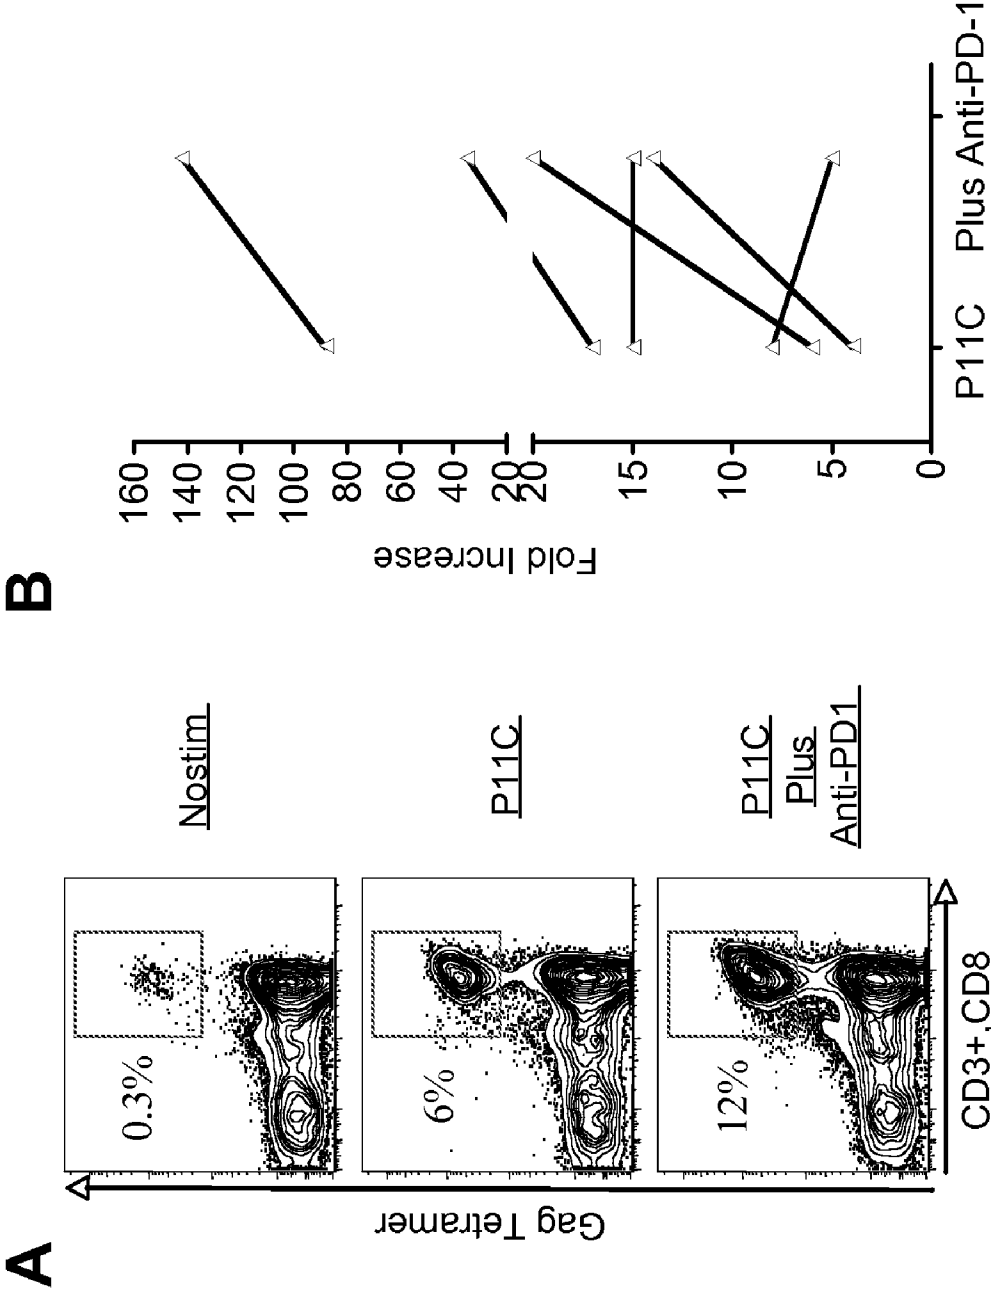 A
Gag Tetramer
0.3%
Nostim
6%
P11C
12%
P11C
Plus
Anti-PD1
CD3+,CD8
B
Fold Increase
160
140
120
100
80
60
40
20
20
15
10
5
0
P11C
Plus Anti-PD-1